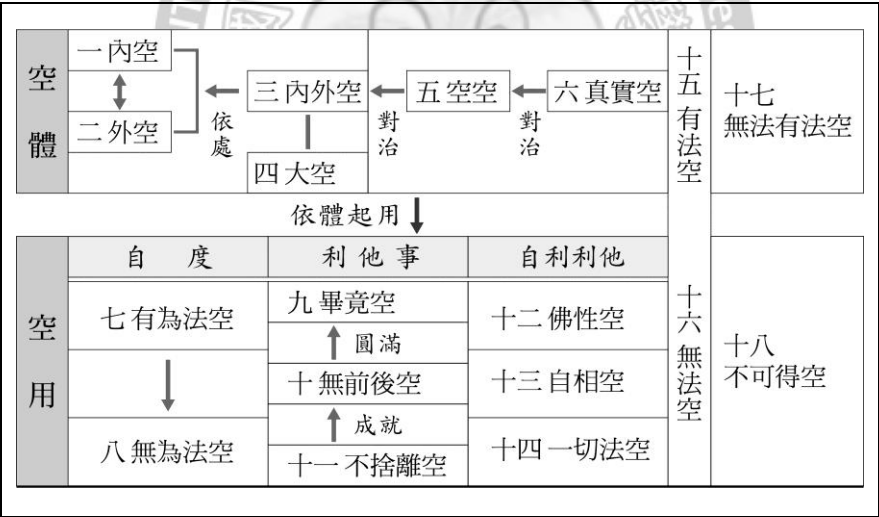 空體
一 內空
二 外空
依處
三 內外空
四 大空
對治
五 空空
對治
六 真實空
十五 有法空
十七
無法有法空
依體起用
空用
自 度
利 他 事
自利利他
七 有為法空
八 無為法空
九 畢竟空
圓滿
十 無前後空
成就
十一 不捨離空
十二 佛性空
十三 自相空
十四 一切法空
十六 無法空
十八
不可得空